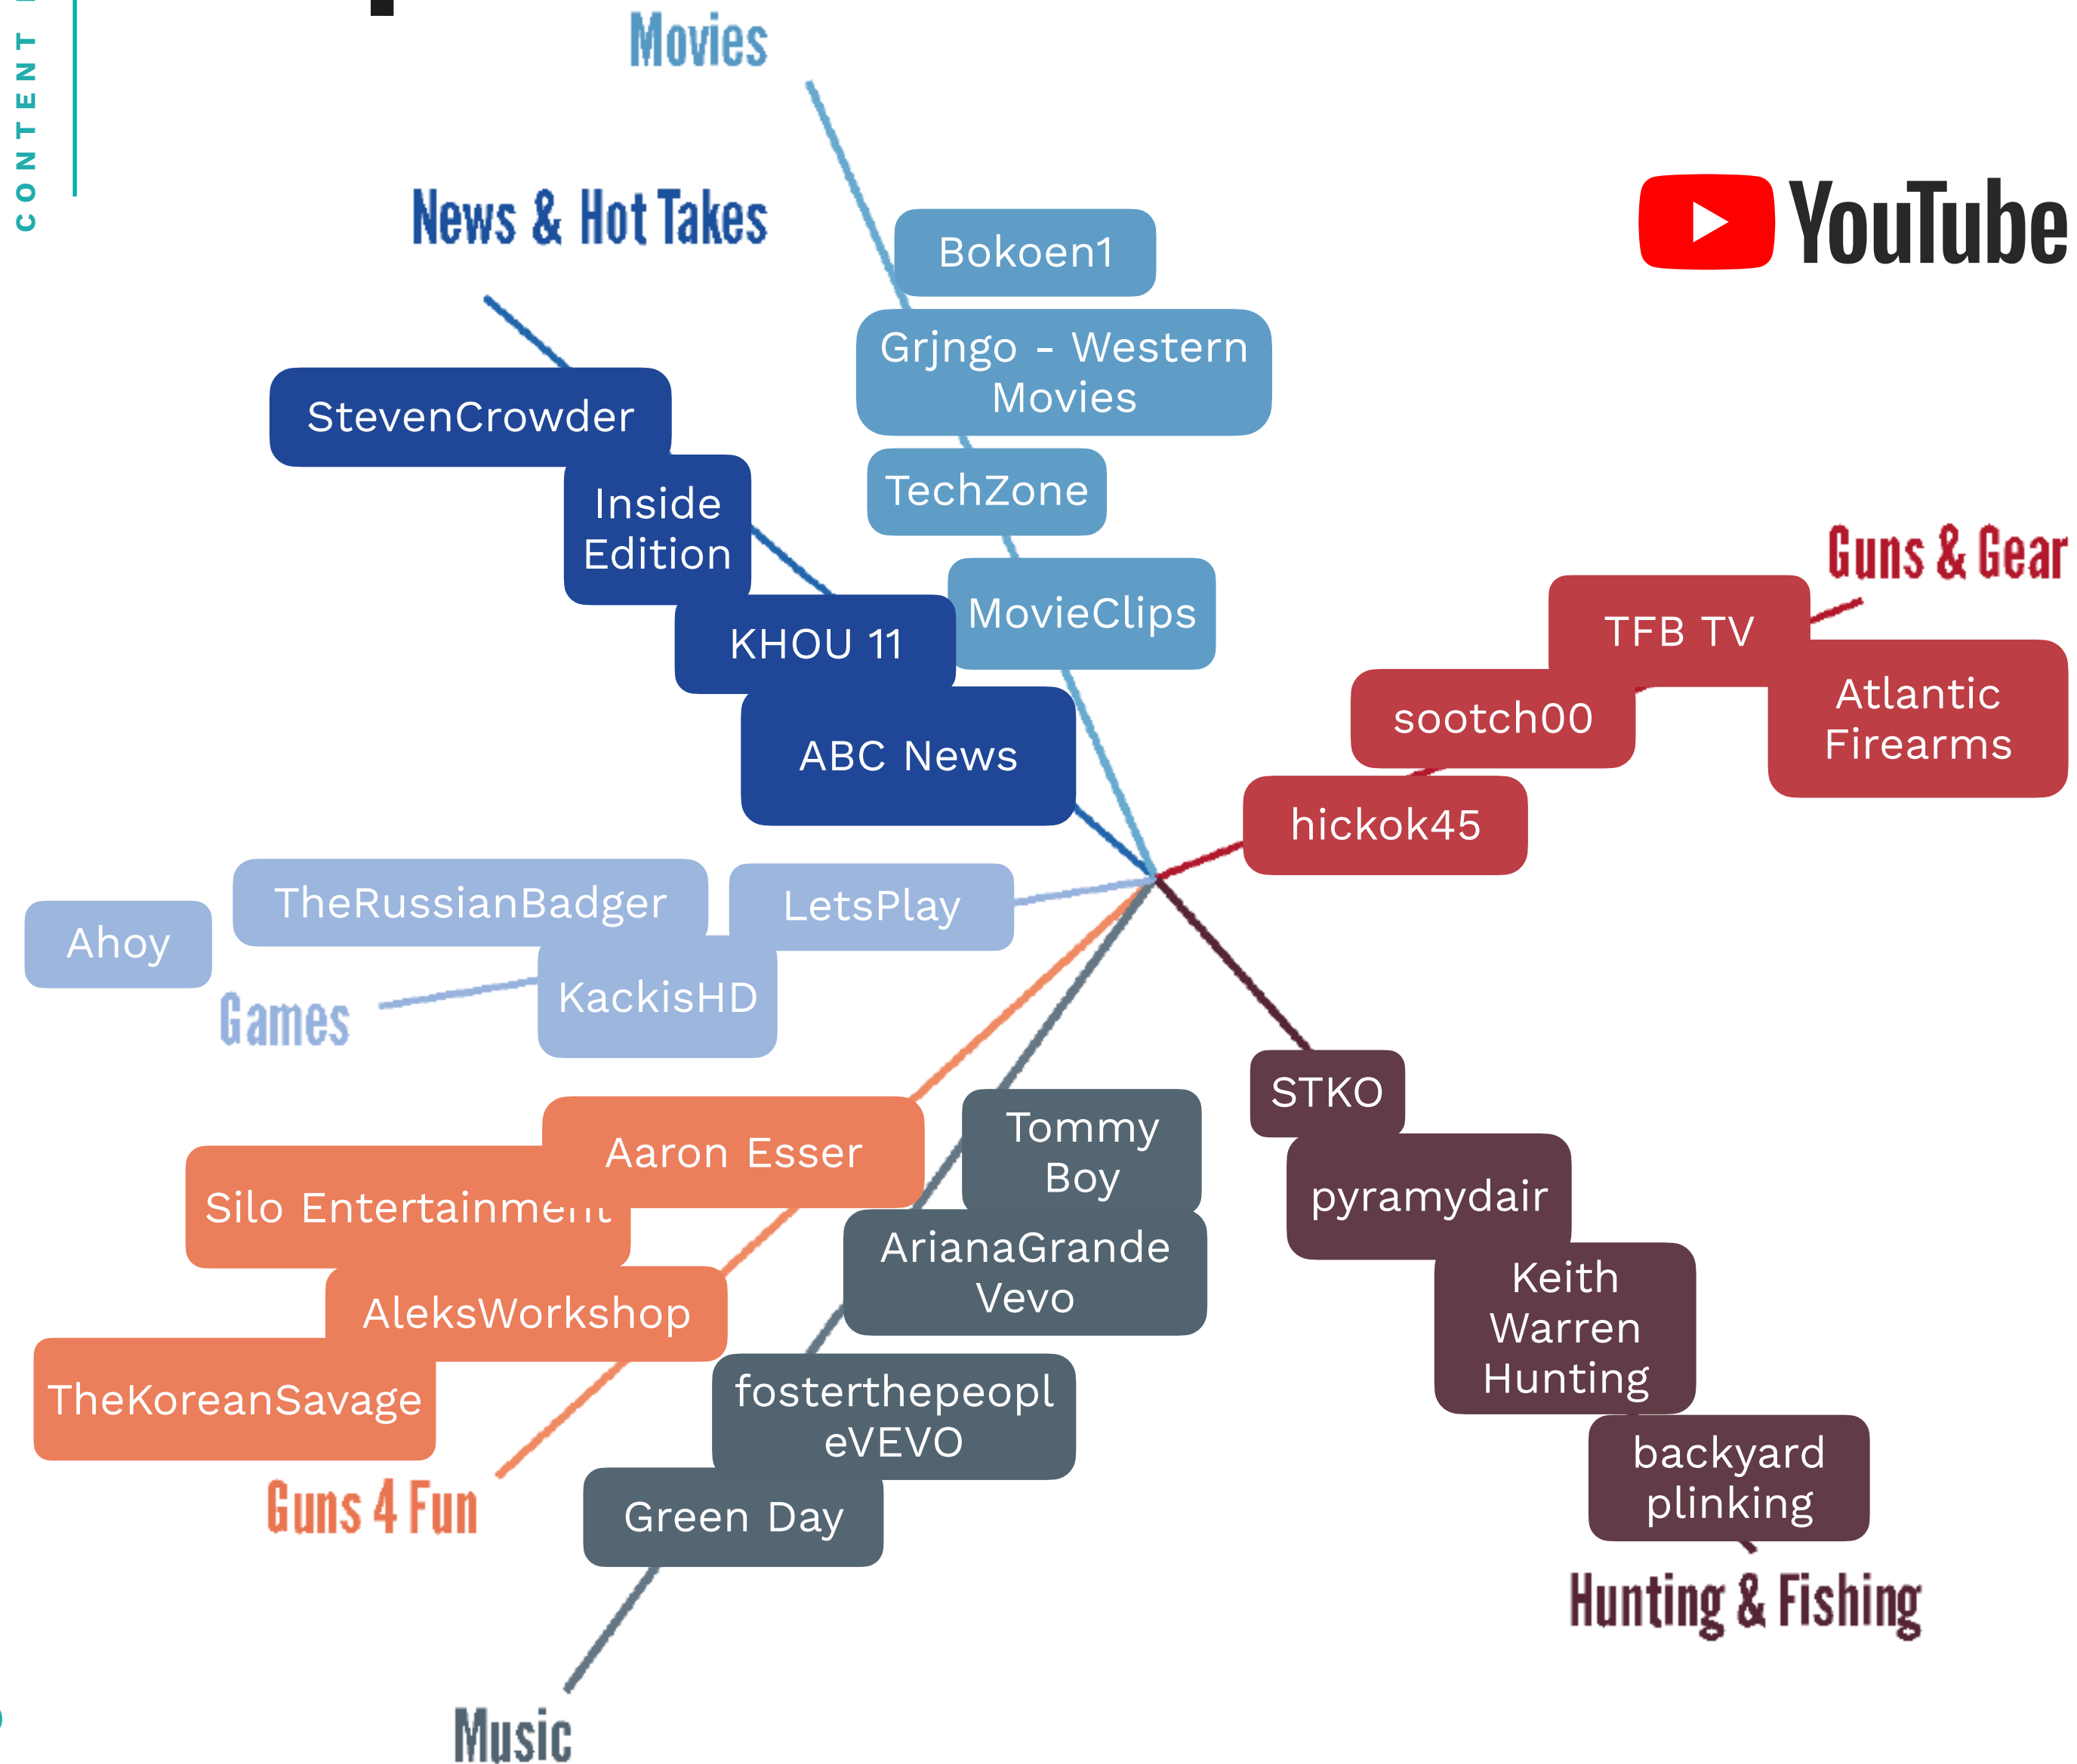 CONTENT
Movies
News & Hot Takes
YouTube
Bokoen1
Grjngo - Western
Movies
StevenCrowder
TechZone
Inside
Edition
Guns & Gear
MovieClips
TFB TV
KHOU 11
Atlantic
Firearms
sootch00
ABC News
hickok45
TheRussianBadger
LetsPlay
Ahoy
KackisHD
Games
STKO
Tommy
Boy
Aaron Esser
Silo Entertainment
pyramydair
ArianaGrande
Vevo
Keith
Warren
Hunting
AleksWorkshop
TheKoreanSavage
fosterthepeopl
eVEVO
backyard
plinking
Guns 4 Fun
Green Day
Hunting & Fishing
Music